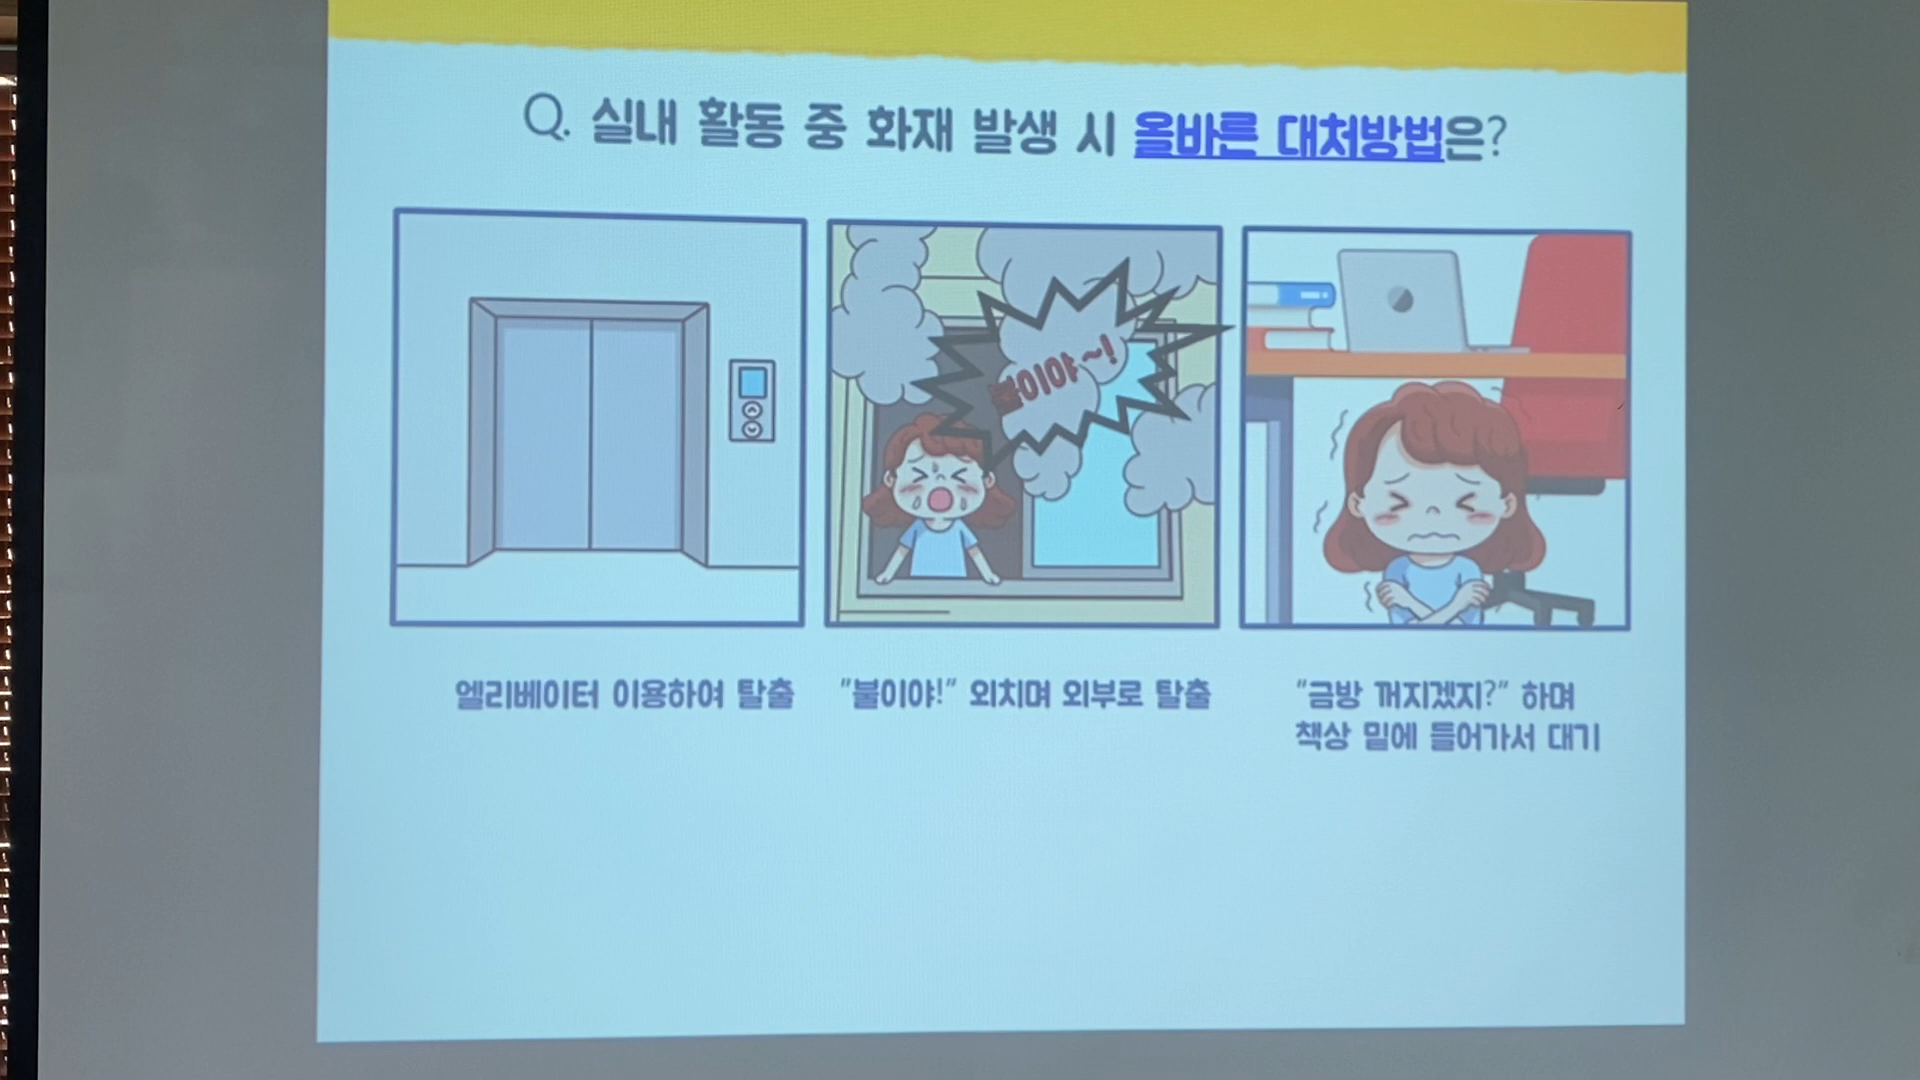 Q. 실내 활동 중 화재 발생 시 올바른 대처방법은?
불이야~!
엘리베이터 이용하여 탈출
"불이야!" 외치며 외부로 탈출
"금방 꺼지겠지?" 하며
책상 밑에 들어가서 대기